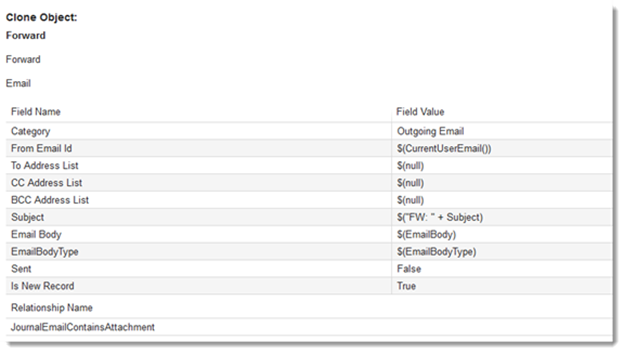 Clone Object:
Forward
Forward
Email
Field Name Field Value
Category Outgoing Email
From Email Id $(CurrentUserEmail())
To Address List $(null)
CC Address List $(null)
BCC Address List $(null)
Subject $("FW: " + Subject)
Email Body $(EmailBody)
EmailBodyType $(EmailBodyType)
Sent False
Is New Record True
Relationship Name
JournalEmailContainsAttachment